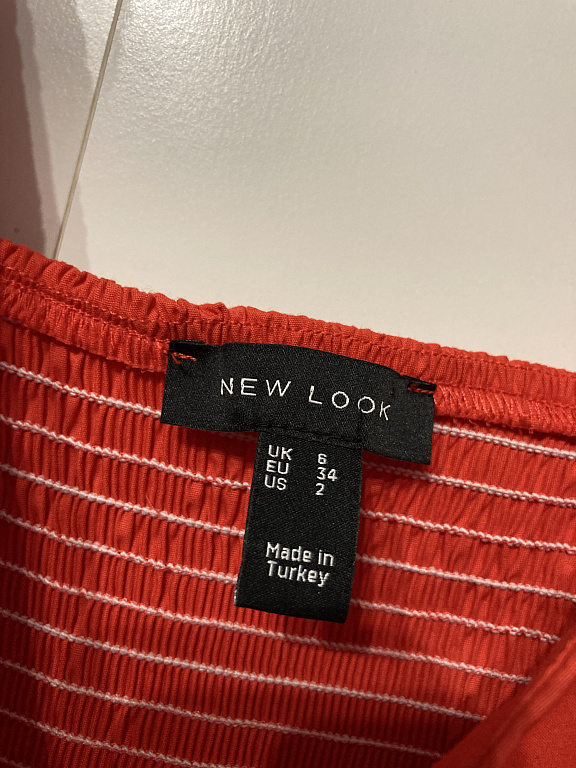 NEW LOOK
UK 6
EU 34
US 2
Made in
Turkey